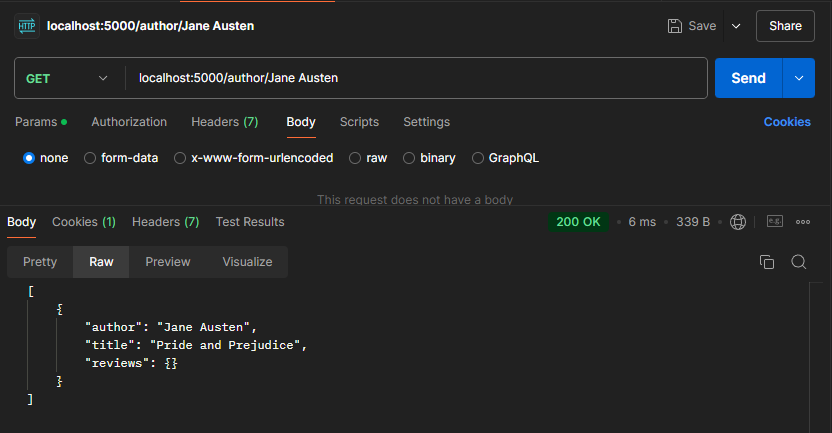 HTTP localhost:5000/author/Jane Austen Save Share
GET localhost:5000/author/Jane Austen Send
Params Authorization Headers (7) Body Scripts Settings Cookies
none form-data x-www-form-urlencoded raw binary GraphQL
This request does not have a body
Body Cookies (1) Headers (7) Test Results 200 OK • 6 ms • 339 B • e.g. ...
Pretty Raw Preview Visualize
[
{
"author": "Jane Austen",
"title": "Pride and Prejudice",
"reviews": {}
}
]